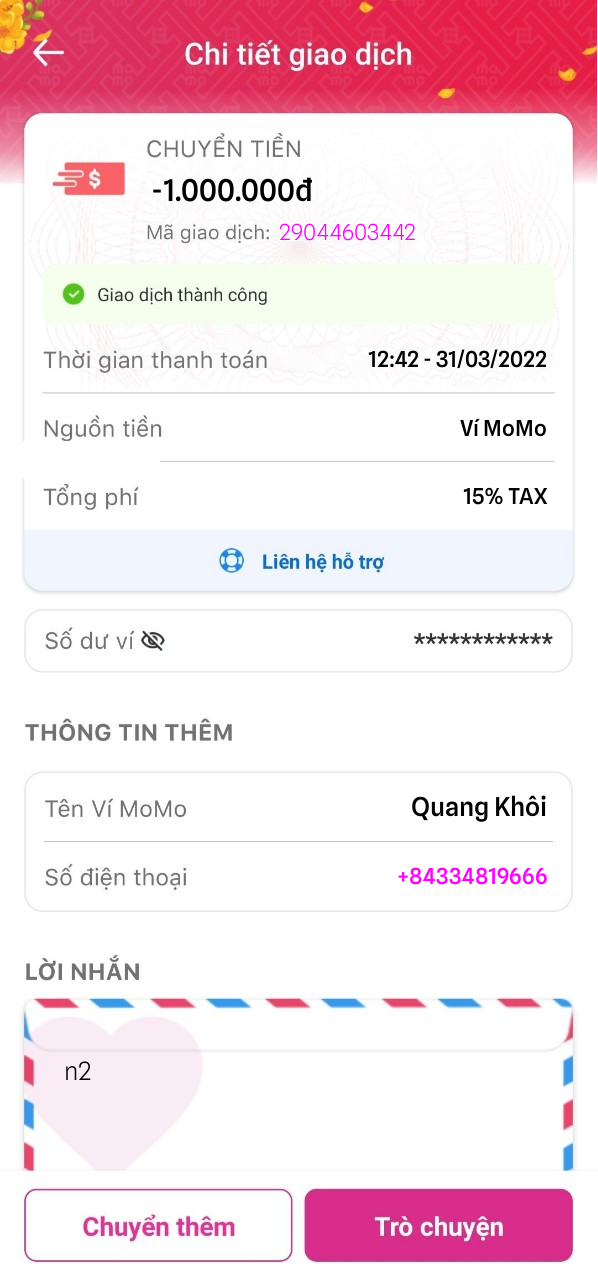 Chi tiết giao dịch
CHUYỂN TIỀN
-1.000.000đ
Mã giao dịch: 29044603442
Giao dịch thành công
Thời gian thanh toán 12:42 - 31/03/2022
Nguồn tiền Ví MoMo
Tổng phí 15% TAX
Liên hệ hỗ trợ
Số dư ví ************
THÔNG TIN THÊM
Tên Ví MoMo Quang Khôi
Số điện thoại +84334819666
LỜI NHẮN
n2
Chuyển thêm Trò chuyện